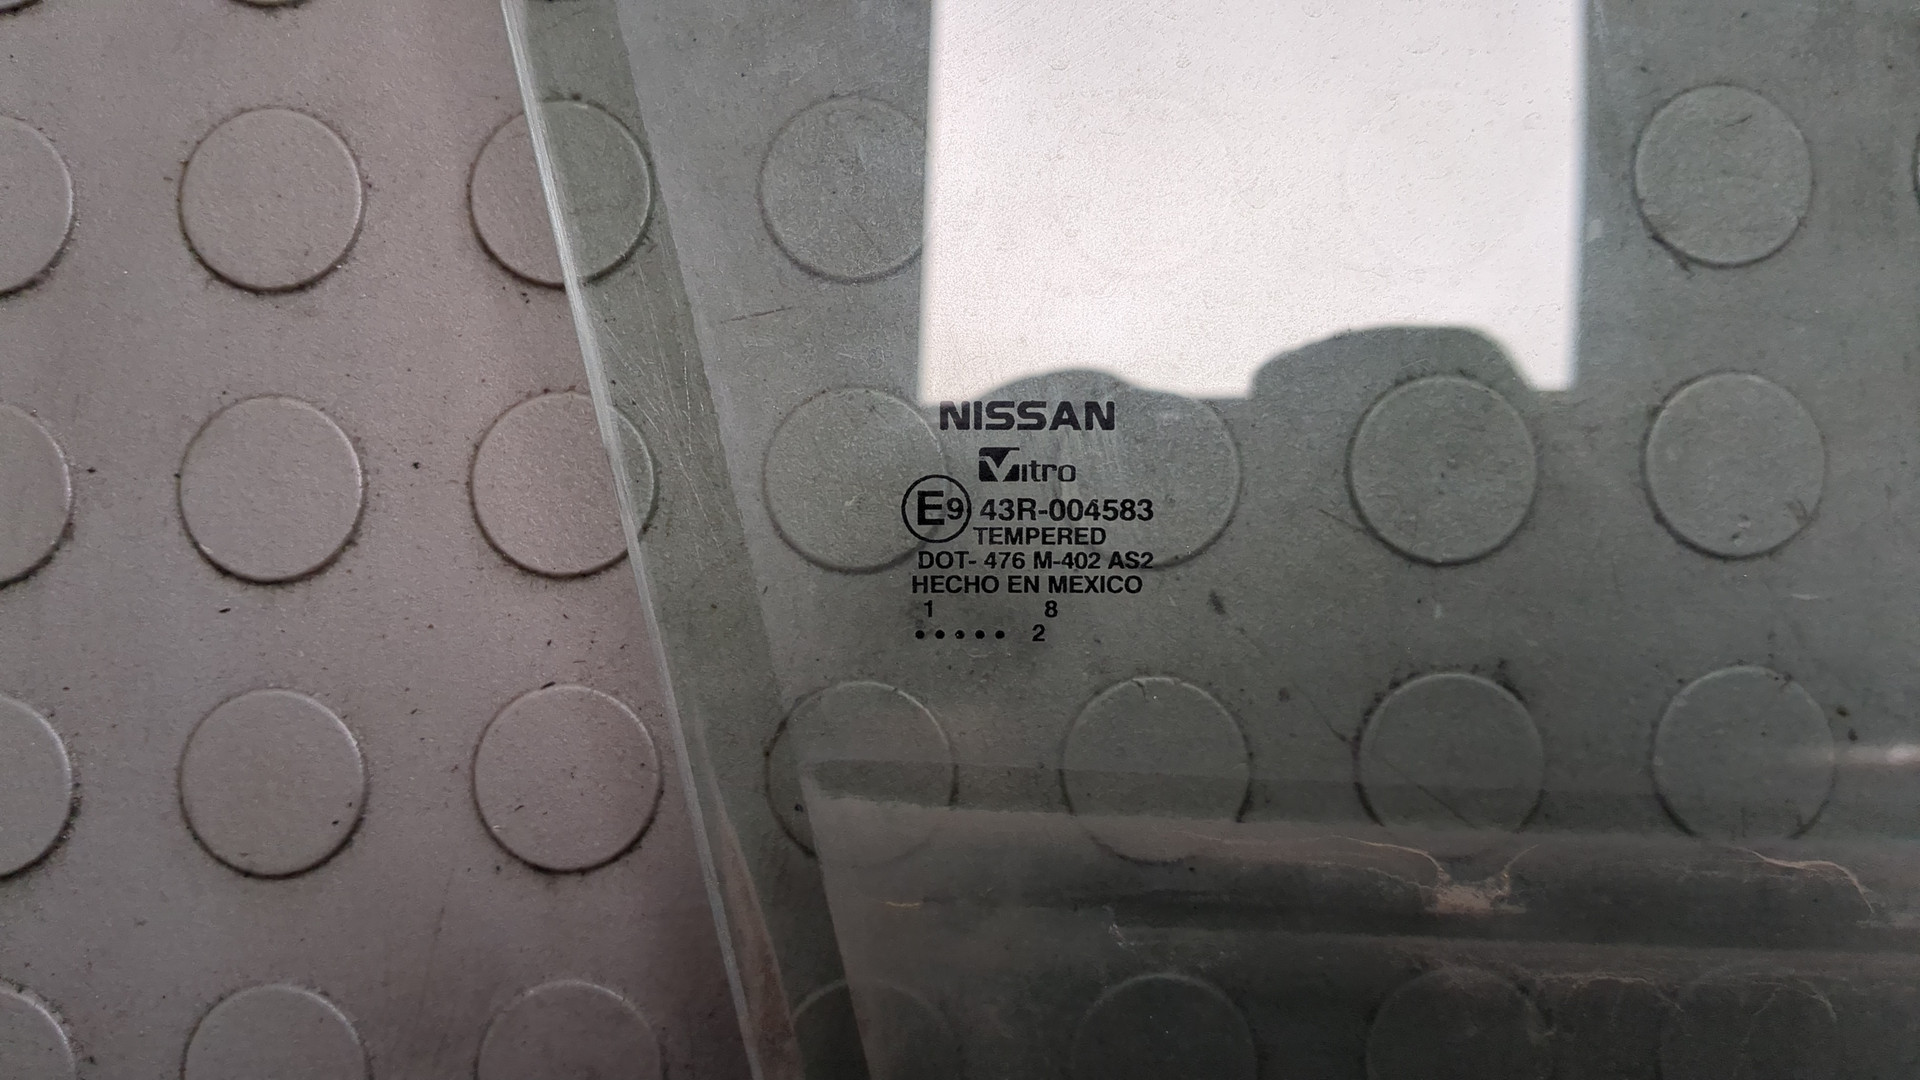 NISSAN
Vitro
E9 43R-004583
TEMPERED
DOT- 476 M-402 AS2
HECHO EN MEXICO
1 8
••••• 2